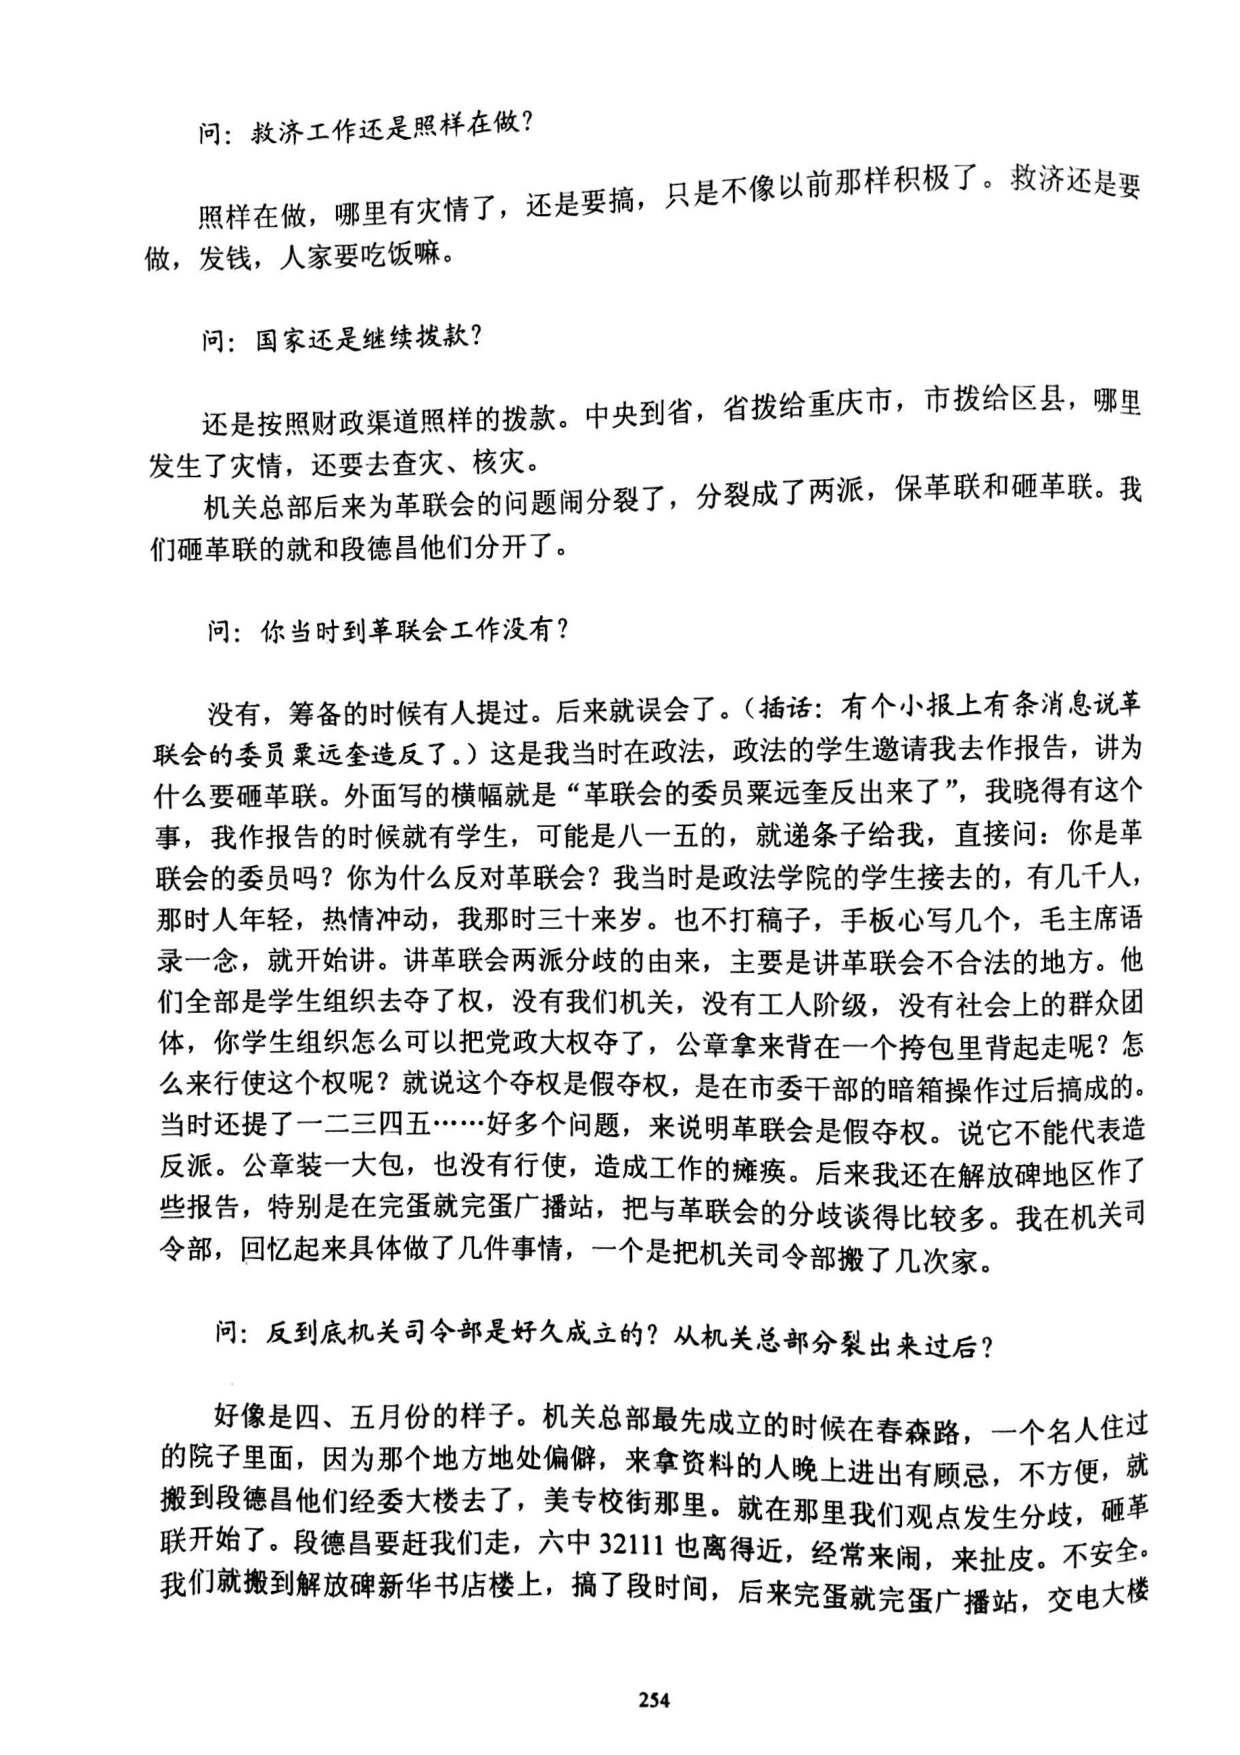 问：救济工作还是照样在做？
照样在做，哪里有灾情了，还是要搞，只是不像以前那样积极了。救济还是要
做，发钱，人家要吃饭嘛。
问：国家还是继续拨款？
还是按照财政渠道照样的拨款。中央到省，省拨给重庆市，市拨给区县，哪里
发生了灾情，还要去查灾、核灾。
机关总部后来为革联会的问题闹分裂了，分裂成了两派，保革联和砸革联。我
们砸革联的就和段德昌他们分开了。
问：你当时到革联会工作没有？
没有，筹备的时候有人提过。后来就误会了。（插话：有个小报上有条消息说革
联会的委员粟远奎造反了。）这是我当时在政法，政法的学生邀请我去作报告，讲为
什么要砸革联。外面写的横幅就是“革联会的委员粟远奎反出来了”，我晓得有这个
事，我作报告的时候就有学生，可能是八一五的，就递条子给我，直接问：你是革
联会的委员吗？你为什么反对革联会？我当时是政法学院的学生接去的，有几千人，
那时人年轻，热情冲动，我那时三十来岁。也不打稿子，手板心写几个，毛主席语
录一念，就开始讲。讲革联会两派分歧的由来，主要是讲革联会不合法的地方。他
们全部是学生组织去夺了权，没有我们机关，没有工人阶级，没有社会上的群众团
体，你学生组织怎么可以把党政大权夺了，公章拿来背在一个挎包里背起走呢？怎
么来行使这个权呢？就说这个夺权是假夺权，是在市委干部的暗箱操作过后搞成的。
当时还提了一二三四五……好多个问题，来说明革联会是假夺权。说它不能代表造
反派。公章装一大包，也没有行使，造成工作的瘫痪。后来我还在解放碑地区作了
些报告，特别是在完蛋就完蛋广播站，把与革联会的分歧谈得比较多。我在机关司
令部，回忆起来具体做了几件事情，一个是把机关司令部搬了几次家。
问：反到底机关司令部是好久成立的？从机关总部分裂出来过后？
好像是四、五月份的样子。机关总部最先成立的时候在春森路，一个名人住过
的院子里面，因为那个地方地处偏僻，来拿资料的人晚上进出有顾忌，不方便，就
搬到段德昌他们经委大楼去了，美专校街那里。就在那里我们观点发生分歧，砸革
联开始了。段德昌要赶我们走，六中 32111 也离得近，经常来闹，来扯皮。不安全。
我们就搬到解放碑新华书店楼上，搞了段时间，后来完蛋就完蛋广播站，交电大楼
254